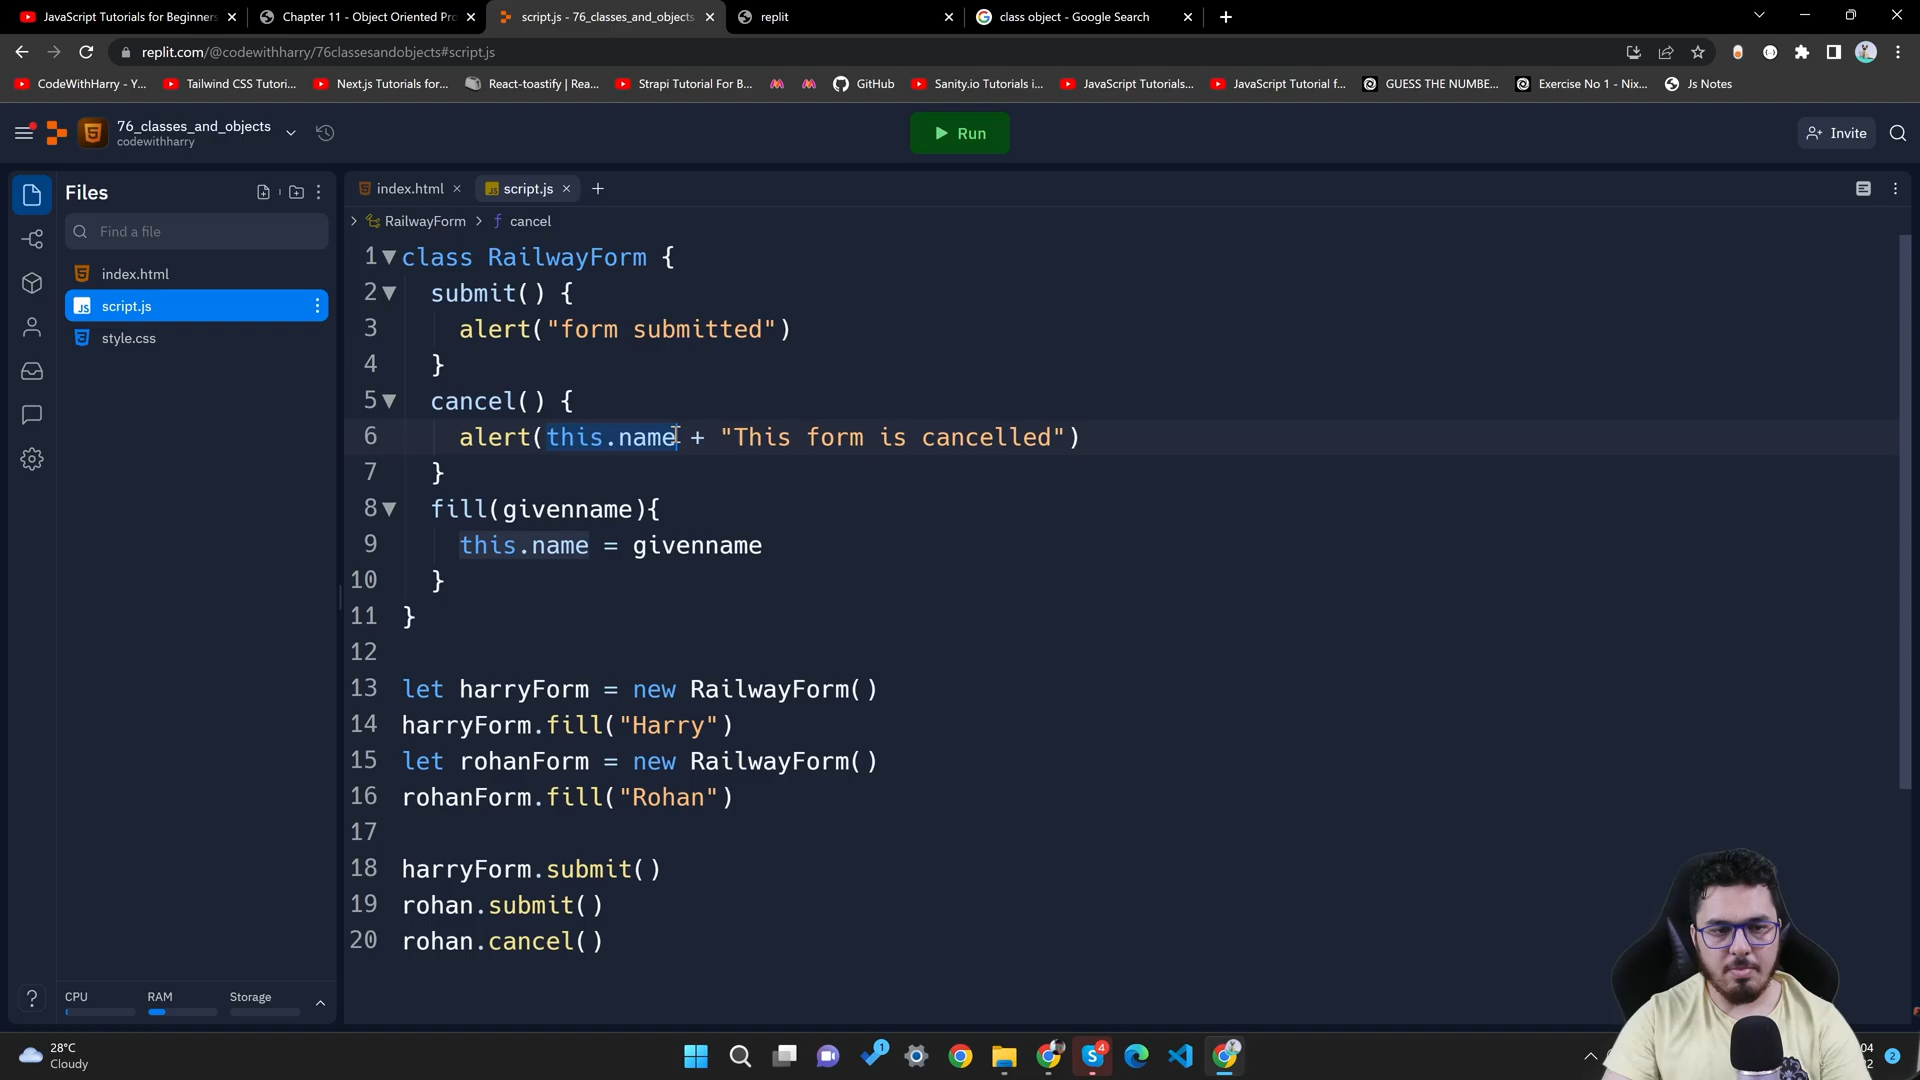 JavaScript Tutorials for Beginners
Chapter 11 - Object Oriented Pro
script.js - 76_classes_and_objects
replit
class object - Google Search
replit.com/@codewithharry/76classesandobjects#script.js
CodeWithHarry - Y...
Tailwind CSS Tutori...
Next.js Tutorials for...
React-toastify | Rea...
Strapi Tutorial For B...
GitHub
Sanity.io Tutorials i...
JavaScript Tutorials...
JavaScript Tutorial f...
GUESS THE NUMBE...
Exercise No 1 - Nix...
Js Notes
76_classes_and_objects
codewithharry
Run
Invite
Files
index.html
script.js
Find a file
RailwayForm
cancel
index.html
script.js
style.css
1 class RailwayForm {
2 submit() {
3 alert("form submitted")
4 }
5 cancel() {
6 alert(this.name + "This form is cancelled")
7 }
8 fill(givenname){
9 this.name = givenname
10 }
11 }
12
13 let harryForm = new RailwayForm()
14 harryForm.fill("Harry")
15 let rohanForm = new RailwayForm()
16 rohanForm.fill("Rohan")
17
18 harryForm.submit()
19 rohan.submit()
20 rohan.cancel()
CPU
RAM
Storage
28°C
Cloudy
1
4
04
2